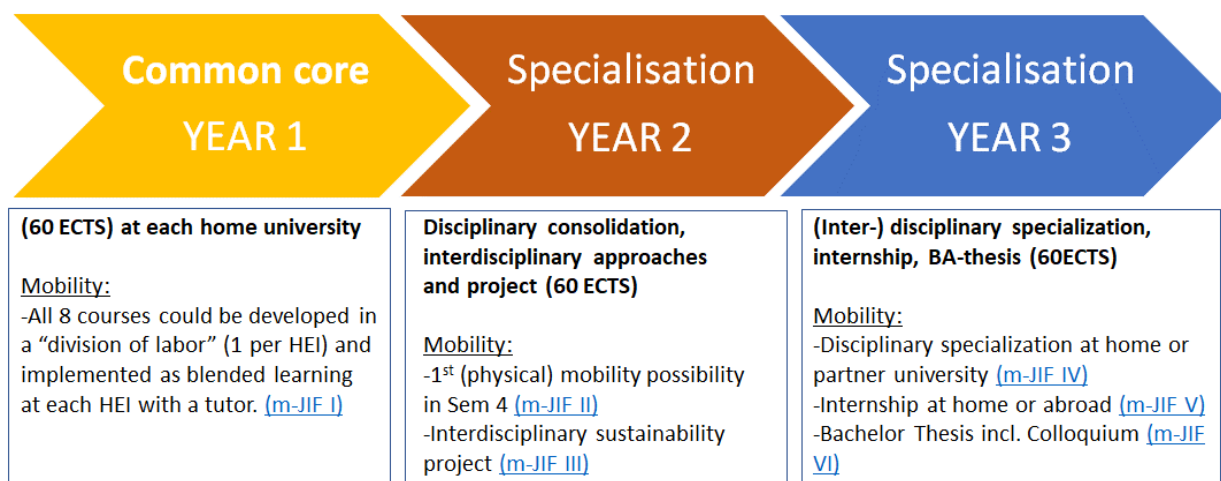 Common core
YEAR 1
Specialisation
YEAR 2
Specialisation
YEAR 3
(60 ECTS) at each home university
Mobility:
-All 8 courses could be developed in
a “division of labor” (1 per HEI) and
implemented as blended learning
at each HEI with a tutor. (m-JIF I)
Disciplinary consolidation,
interdisciplinary approaches
and project (60 ECTS)
Mobility:
-1st (physical) mobility possibility
in Sem 4 (m-JIF II)
-Interdisciplinary sustainability
project (m-JIF III)
(Inter-) disciplinary specialization,
internship, BA-thesis (60ECTS)
Mobility:
-Disciplinary specialization at home or
partner university (m-JIF IV)
-Internship at home or abroad (m-JIF V)
-Bachelor Thesis incl. Colloquium (m-JIF
VI)